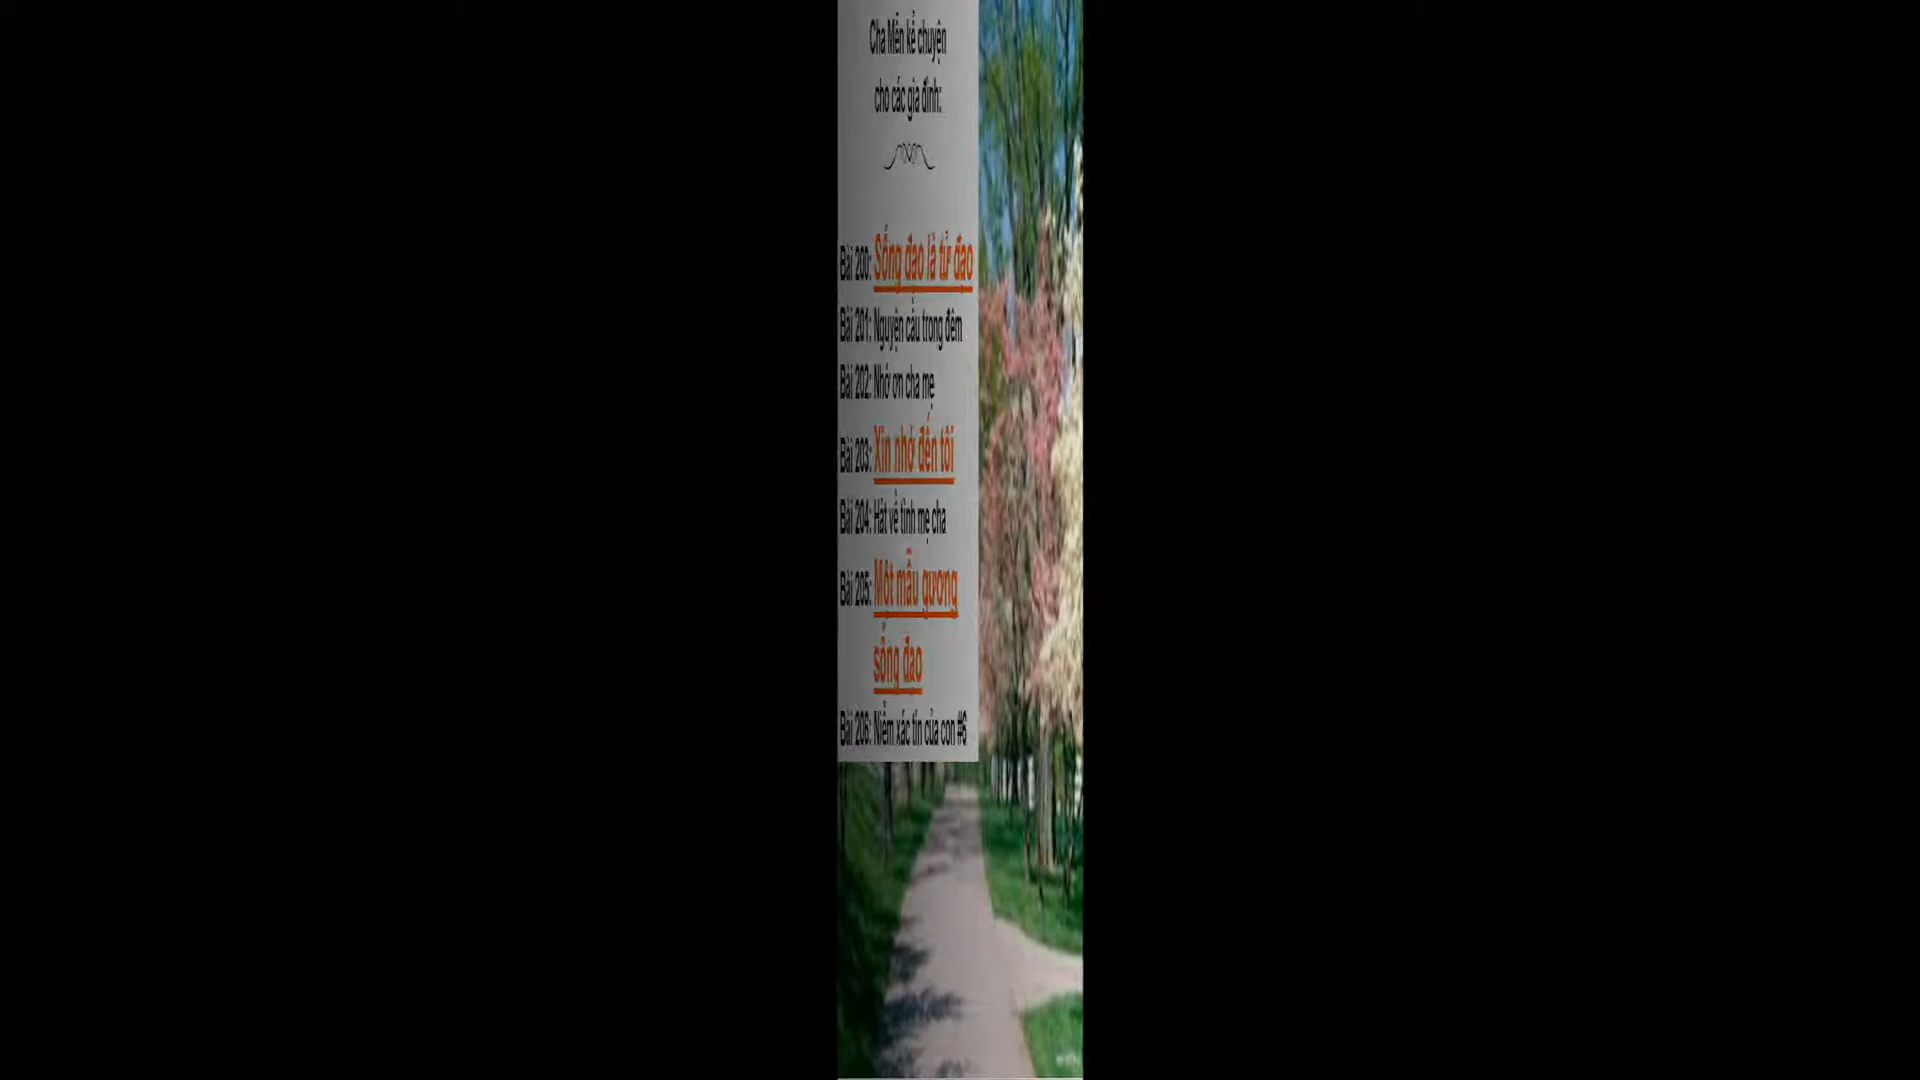 Cha Mễn kể chuyện
cho các gia đình:
Bài 200: Sống đạo là tử đạo
Bài 201: Nguyện cầu trong đêm
Bài 202: Nhớ ơn cha mẹ
Bài 203: Xin nhớ đến tôi
Bài 204: Hát về tình mẹ cha
Bài 205: Một mẫu gương
sống đạo
Bài 206: Niềm xác tín của con #6